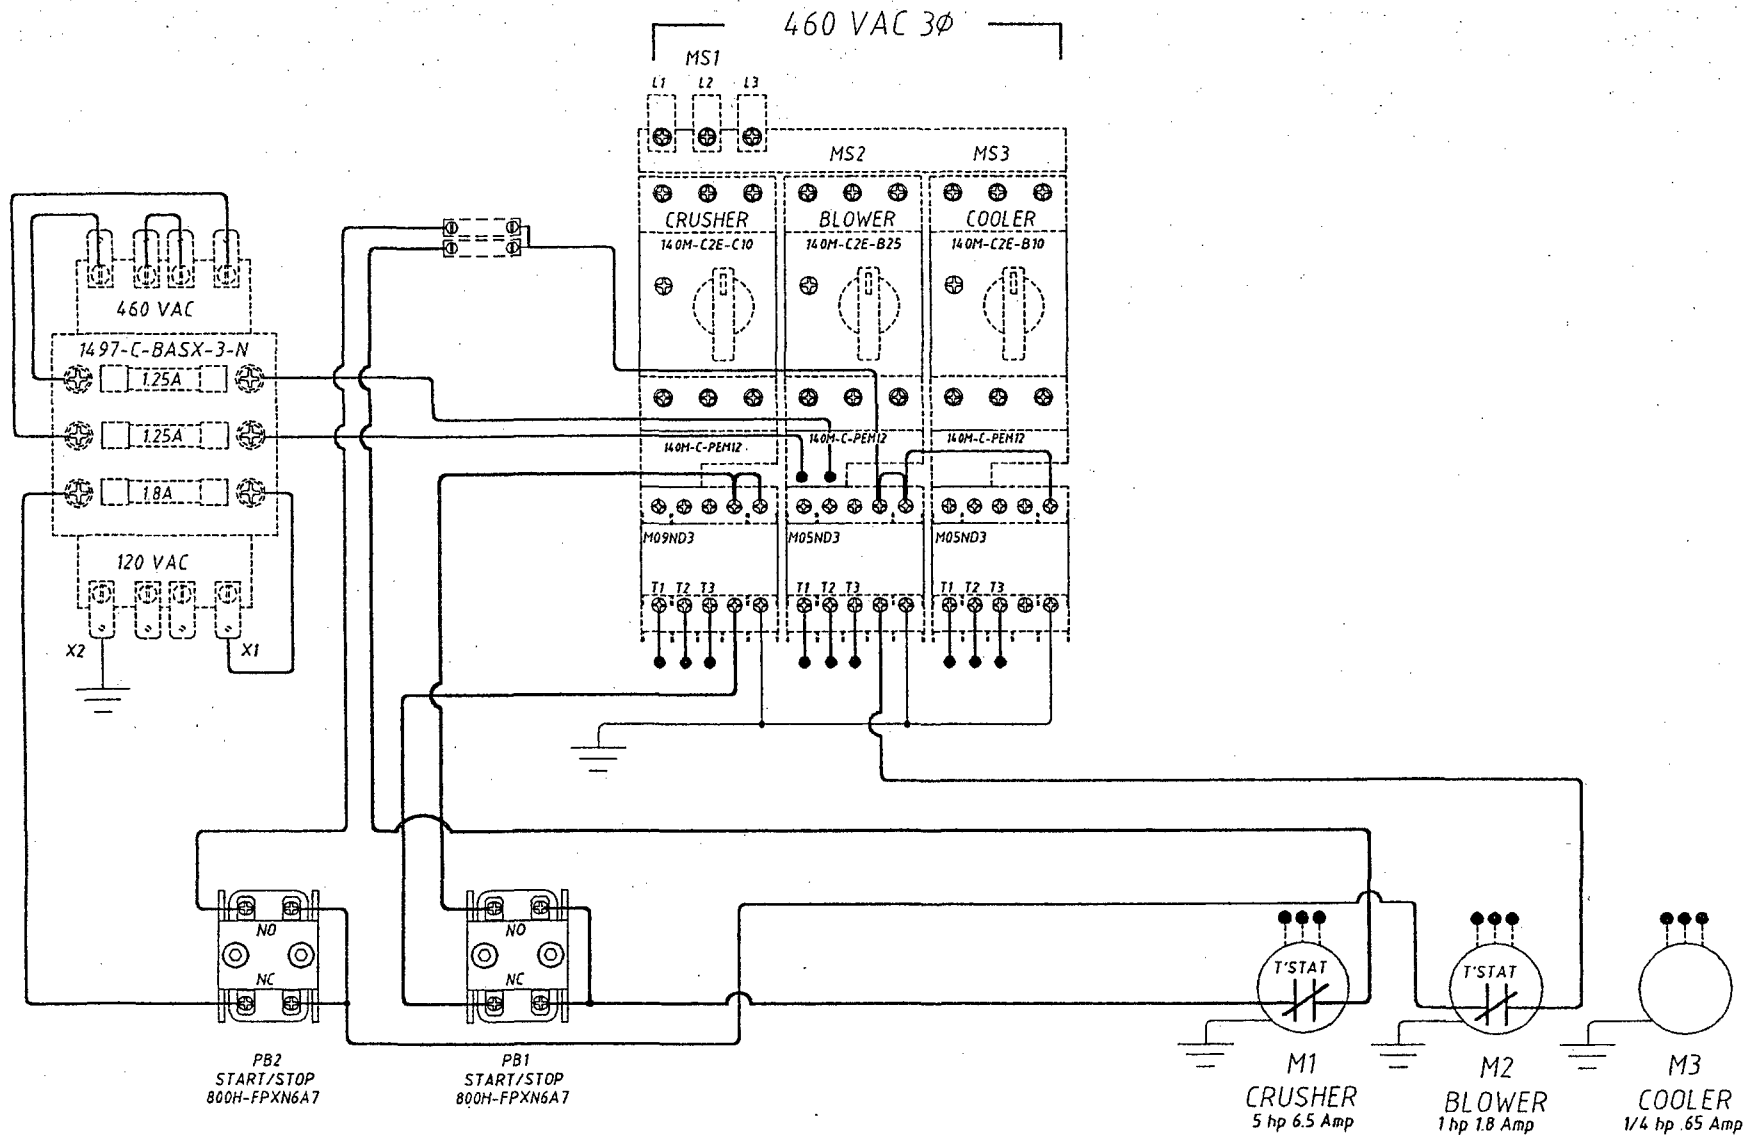 460 VAC 3Ø
MS1
L1 L2 L3
MS2 MS3
CRUSHER BLOWER COOLER
140M-C2E-C10 140M-C2E-B25 140M-C2E-B10
460 VAC
1497-C-BASX-3-N
1.25A
1.25A
1.8A
140M-C-PEM12 140M-C-PEM12 140M-C-PEM12
M09ND3 M05ND3 M05ND3
120 VAC
T1 T2 T3 T1 T2 T3 T1 T2 T3
X2 X1
NO NO
NC NC
T'STAT T'STAT
PB2
START/STOP
800H-FPXN6A7
PB1
START/STOP
800H-FPXN6A7
M1
CRUSHER
5 hp 6.5 Amp
M2
BLOWER
1 hp 1.8 Amp
M3
COOLER
1/4 hp .65 Amp